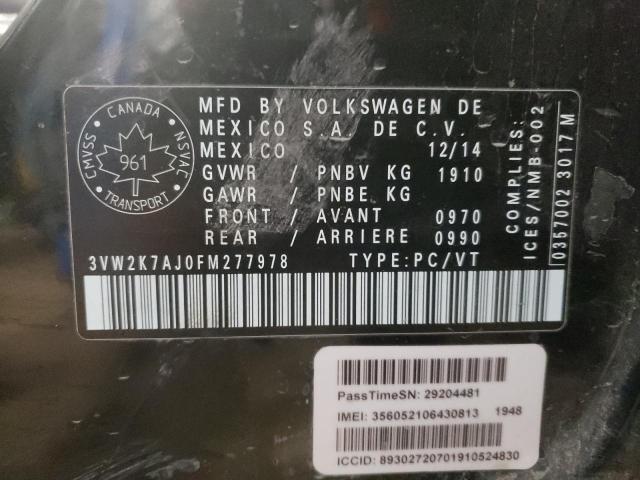 CANADA
CMVSS
NSVAC
961
TRANSPORT
MFD BY VOLKSWAGEN DE
MEXICO S.A. DE C.V.
MEXICO 12/14
GVWR / PNBV KG 1910
GAWR / PNBE KG
FRONT / AVANT 0970
REAR / ARRIERE 0990
3VW2K7AJ0FM277978 TYPE:PC/VT
COMPLIES:
ICES/NMB-002
0357002 3017 M
PassTimeSN: 29204481
IMEI: 356052106430813 1948
ICCID: 89302720701910524830